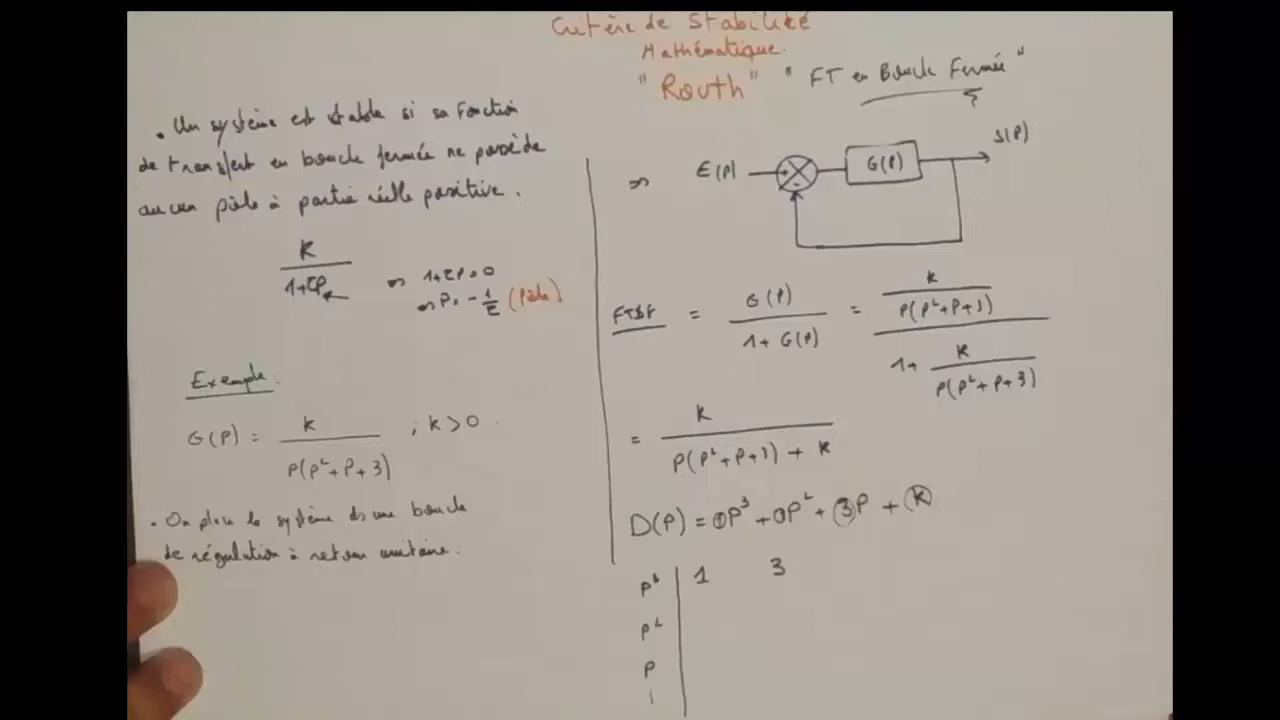 Critère de Stabilité
Mathématique.
"Routh" "FT en Boucle Fermée"
• Un système est stable si sa fonction
de transfert en boucle fermée ne possède
aucun pôle à partie réelle positive.
K
1+τP
⇒ 1+τP=0
⇒ P = -1/τ (Pôle)
Exemple.
G(P) = K / P(P²+P+3) ; K>0.
• On place le système ds une boucle
de régulation à retour unitaire.
⇒ E(P) + - G(P) S(P)
FTBF = G(P) / 1+G(P) = K / P(P²+P+3) / 1+ K / P(P²+P+3)
= K / P(P²+P+3) + K
D(P) = 1P³ + 1P² + 3P + K
P³ 1 3
P²
P
1